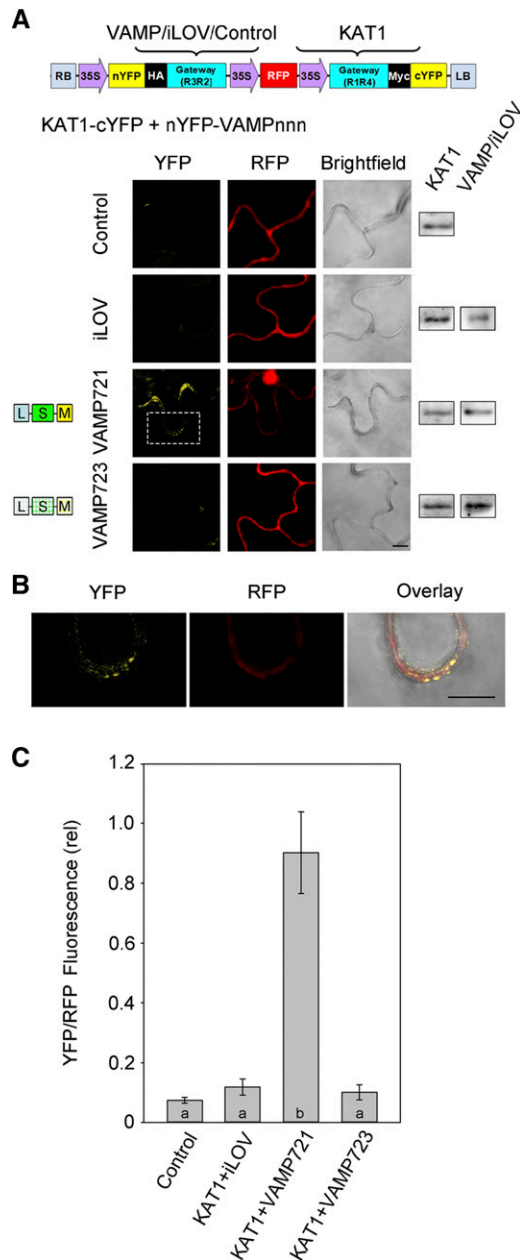 A
VAMP/iLOV/Control KAT1
RB 35S nYFP HA Gateway (R3R2) 35S RFP 35S Gateway (R1R4) Myc cYFP LB
KAT1-cYFP + nYFP-VAMPnnn
YFP RFP Brightfield
KAT1 VAMP/iLOV
Control
iLOV
L S M VAMP721
L S M VAMP723
B
YFP RFP Overlay
C
YFP/RFP Fluorescence (rel)
1.2
1.0
0.8
0.6
0.4
0.2
0
a a b a
Control KAT1+iLOV KAT1+VAMP721 KAT1+VAMP723